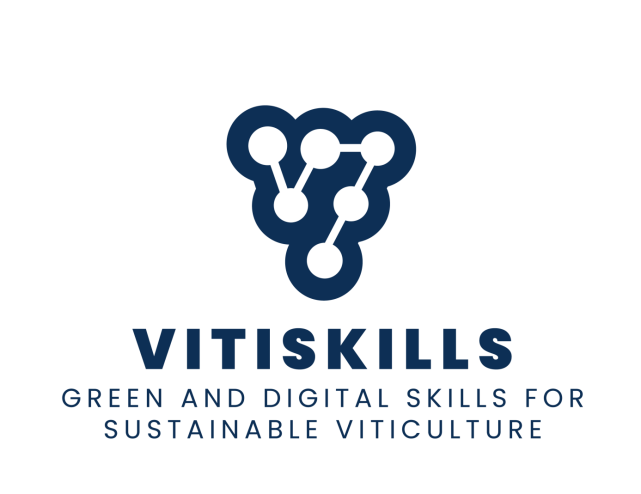 VITISKILLS
GREEN AND DIGITAL SKILLS FOR
SUSTAINABLE VITICULTURE